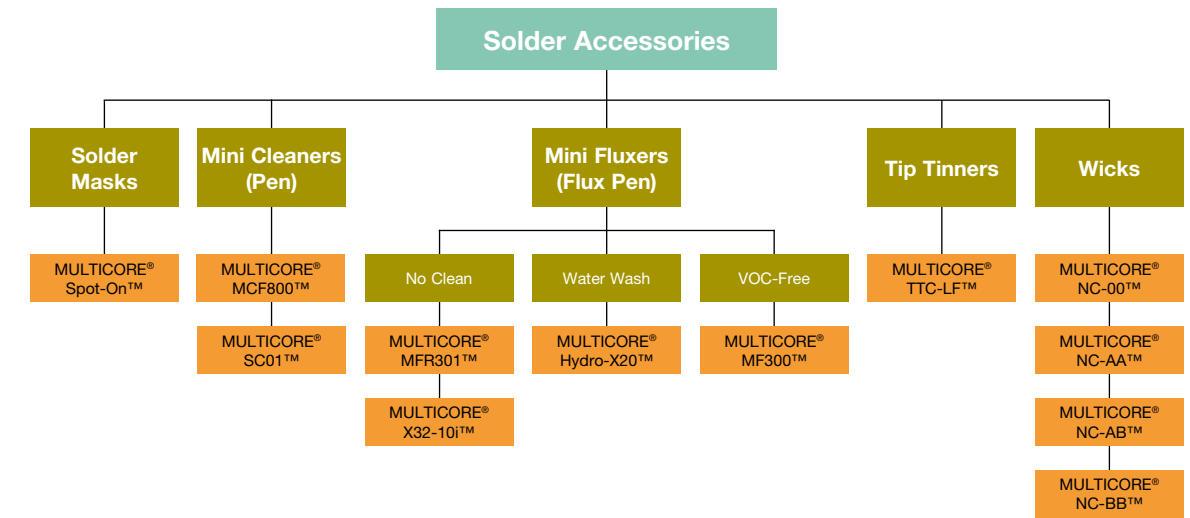 Solder Accessories
Solder
Masks
Mini Cleaners
(Pen)
Mini Fluxers
(Flux Pen)
Tip Tinners
Wicks
MULTICORE®
Spot-On™
MULTICORE®
MCF800™
MULTICORE®
SC01™
No Clean
MULTICORE®
MFR301™
MULTICORE®
X32-10i™
Water Wash
MULTICORE®
Hydro-X20™
VOC-Free
MULTICORE®
MF300™
MULTICORE®
TTC-LF™
MULTICORE®
NC-00™
MULTICORE®
NC-AA™
MULTICORE®
NC-AB™
MULTICORE®
NC-BB™